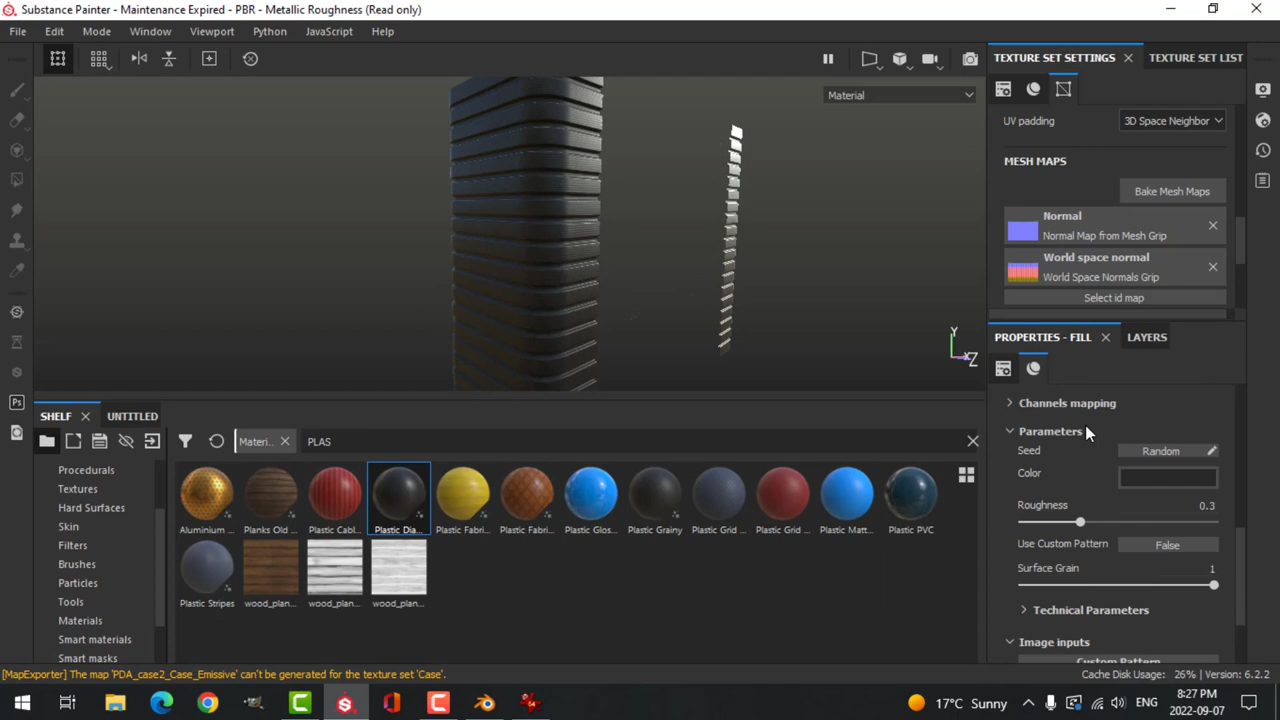 Substance Painter - Maintenance Expired - PBR - Metallic Roughness (Read only)
File Edit Mode Window Viewport Python JavaScript Help
Material
TEXTURE SET SETTINGS TEXTURE SET LIST
UV padding 3D Space Neighbor
MESH MAPS
Bake Mesh Maps
Normal
Normal Map from Mesh Grip
World space normal
World Space Normals Grip
Select id map
Y
Z
PROPERTIES - FILL LAYERS
Channels mapping
Parameters
Seed Random
Color
Roughness 0.3
Use Custom Pattern False
Surface Grain 1
Technical Parameters
Image inputs
Custom Pattern
SHELF UNTITLED
Materi.. PLAS
Procedurals
Textures
Hard Surfaces
Skin
Filters
Brushes
Particles
Tools
Materials
Smart materials
Smart masks
Aluminium ... Planks Old ... Plastic Cabl... Plastic Dia... Plastic Fabri... Plastic Fabri... Plastic Glos... Plastic Grainy Plastic Grid ... Plastic Grid ... Plastic Matt... Plastic PVC
Plastic Stripes wood_plan... wood_plan... wood_plan...
[MapExporter] The map 'PDA_case2_Case_Emissive' can't be generated for the texture set 'Case'.
Cache Disk Usage: 26% | Version: 6.2.2
Ps
17°C Sunny ENG 8:27 PM
2022-09-07